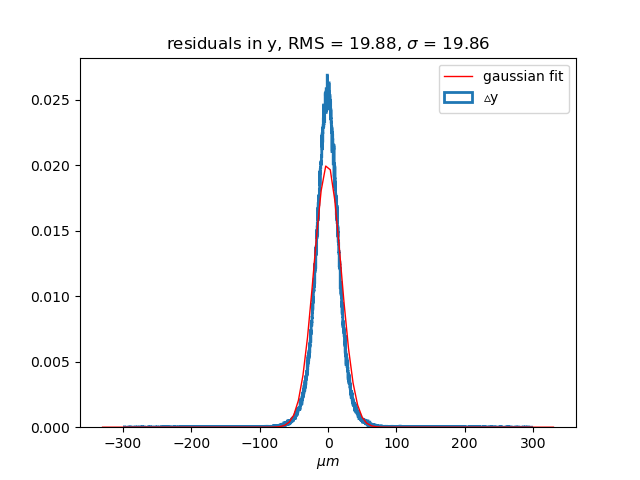 residuals in y, RMS = 19.88, σ = 19.86
gaussian fit
▵y
0.025
0.020
0.015
0.010
0.005
0.000
−300 −200 −100 0 100 200 300
μm